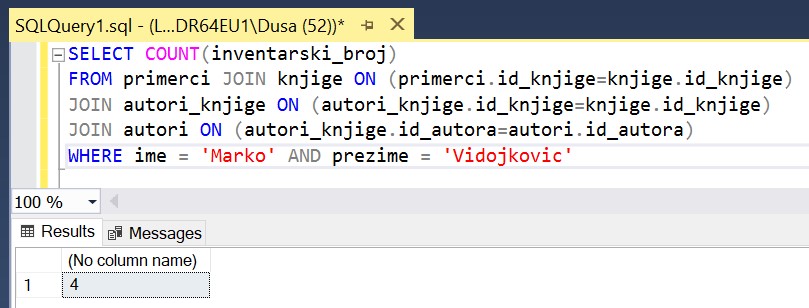 SQLQuery1.sql - (L...DR64EU1\Dusa (52))*
SELECT COUNT(inventarski_broj)
FROM primerci JOIN knjige ON (primerci.id_knjige=knjige.id_knjige)
JOIN autori_knjige ON (autori_knjige.id_knjige=knjige.id_knjige)
JOIN autori ON (autori_knjige.id_autora=autori.id_autora)
WHERE ime = 'Marko' AND prezime = 'Vidojkovic'
100 %
Results Messages
(No column name)
1 4